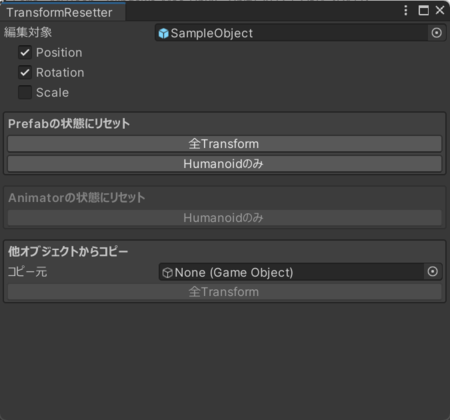 TransformResetter
編集対象 SampleObject
Position
Rotation
Scale
Prefabの状態にリセット
全Transform
Humanoidのみ
Animatorの状態にリセット
Humanoidのみ
他オブジェクトからコピー
コピー元 None (Game Object)
全Transform